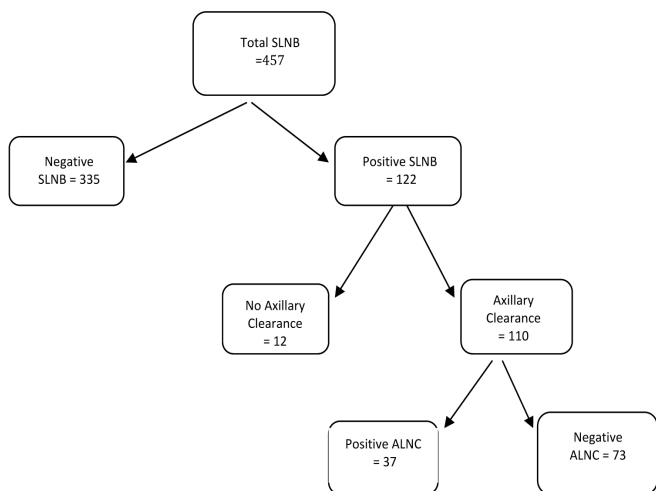 Total SLNB
=457
Negative
SLNB = 335
Positive SLNB
= 122
No Axillary
Clearance
= 12
Axillary
Clearance
= 110
Positive ALNC
= 37
Negative
ALNC = 73